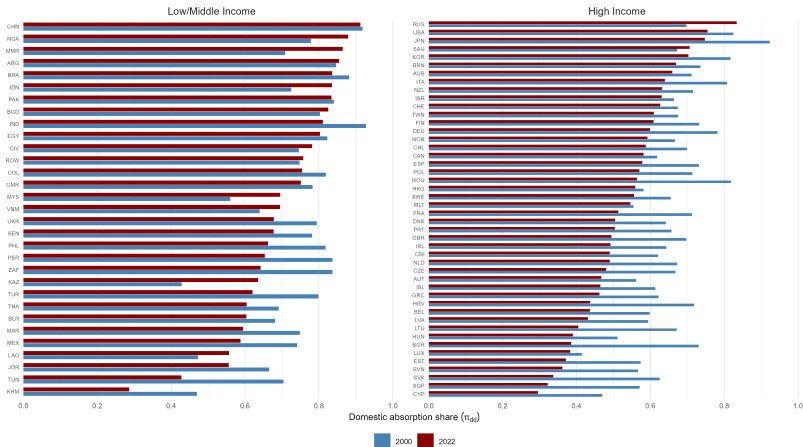 Low/Middle Income
CHN
NGA
MMR
ARG
BRA
IDN
PAK
BGD
IND
EGY
CIV
ROW
COL
CMR
MYS
VNM
UKR
SEN
PHL
PER
ZAF
KAZ
TUR
THA
BLR
MAR
MEX
LAO
JOR
TUN
KHM
0.0 0.2 0.4 0.6 0.8 1.0
High Income
RUS
USA
JPN
SAU
KOR
BRN
AUS
ITA
NZL
ISR
CHE
TWN
FIN
DEU
NOR
CHL
CAN
ESP
POL
ROU
HKG
SWE
MLT
FRA
DNK
PRT
GBR
IRL
CRI
NLD
CZE
AUT
ISL
GRC
HRV
BEL
LVA
LTU
HUN
BGR
LUX
EST
SVN
SVK
SGP
CYP
0.0 0.2 0.4 0.6 0.8 1.0
Domestic absorption share (πdd)
2000 2022